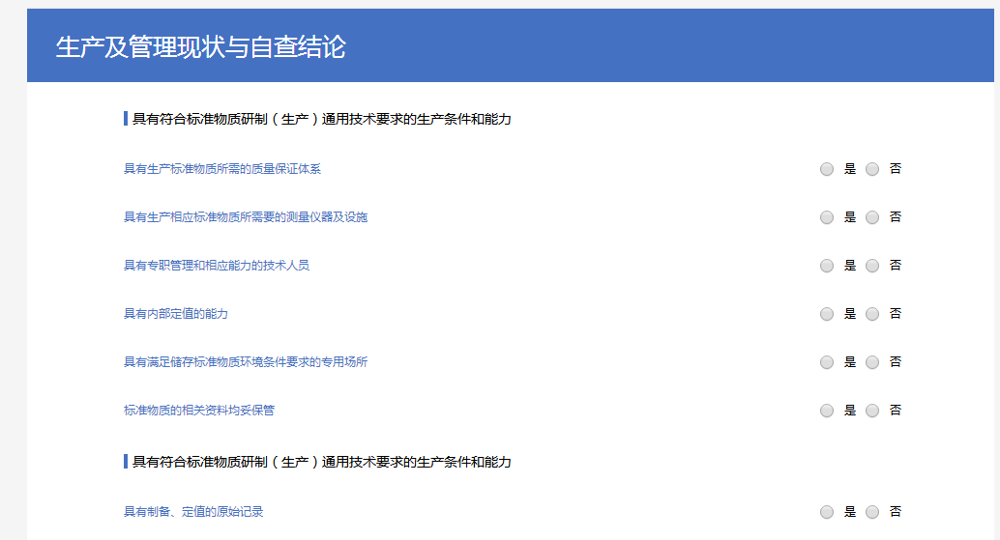 生产及管理现状与自查结论
具有符合标准物质研制（生产）通用技术要求的生产条件和能力
具有生产标准物质所需的质量保证体系 是 否
具有生产相应标准物质所需要的测量仪器及设施 是 否
具有专职管理和相应能力的技术人员 是 否
具有内部定值的能力 是 否
具有满足储存标准物质环境条件要求的专用场所 是 否
标准物质的相关资料均妥保管 是 否
具有符合标准物质研制（生产）通用技术要求的生产条件和能力
具有制备、定值的原始记录 是 否